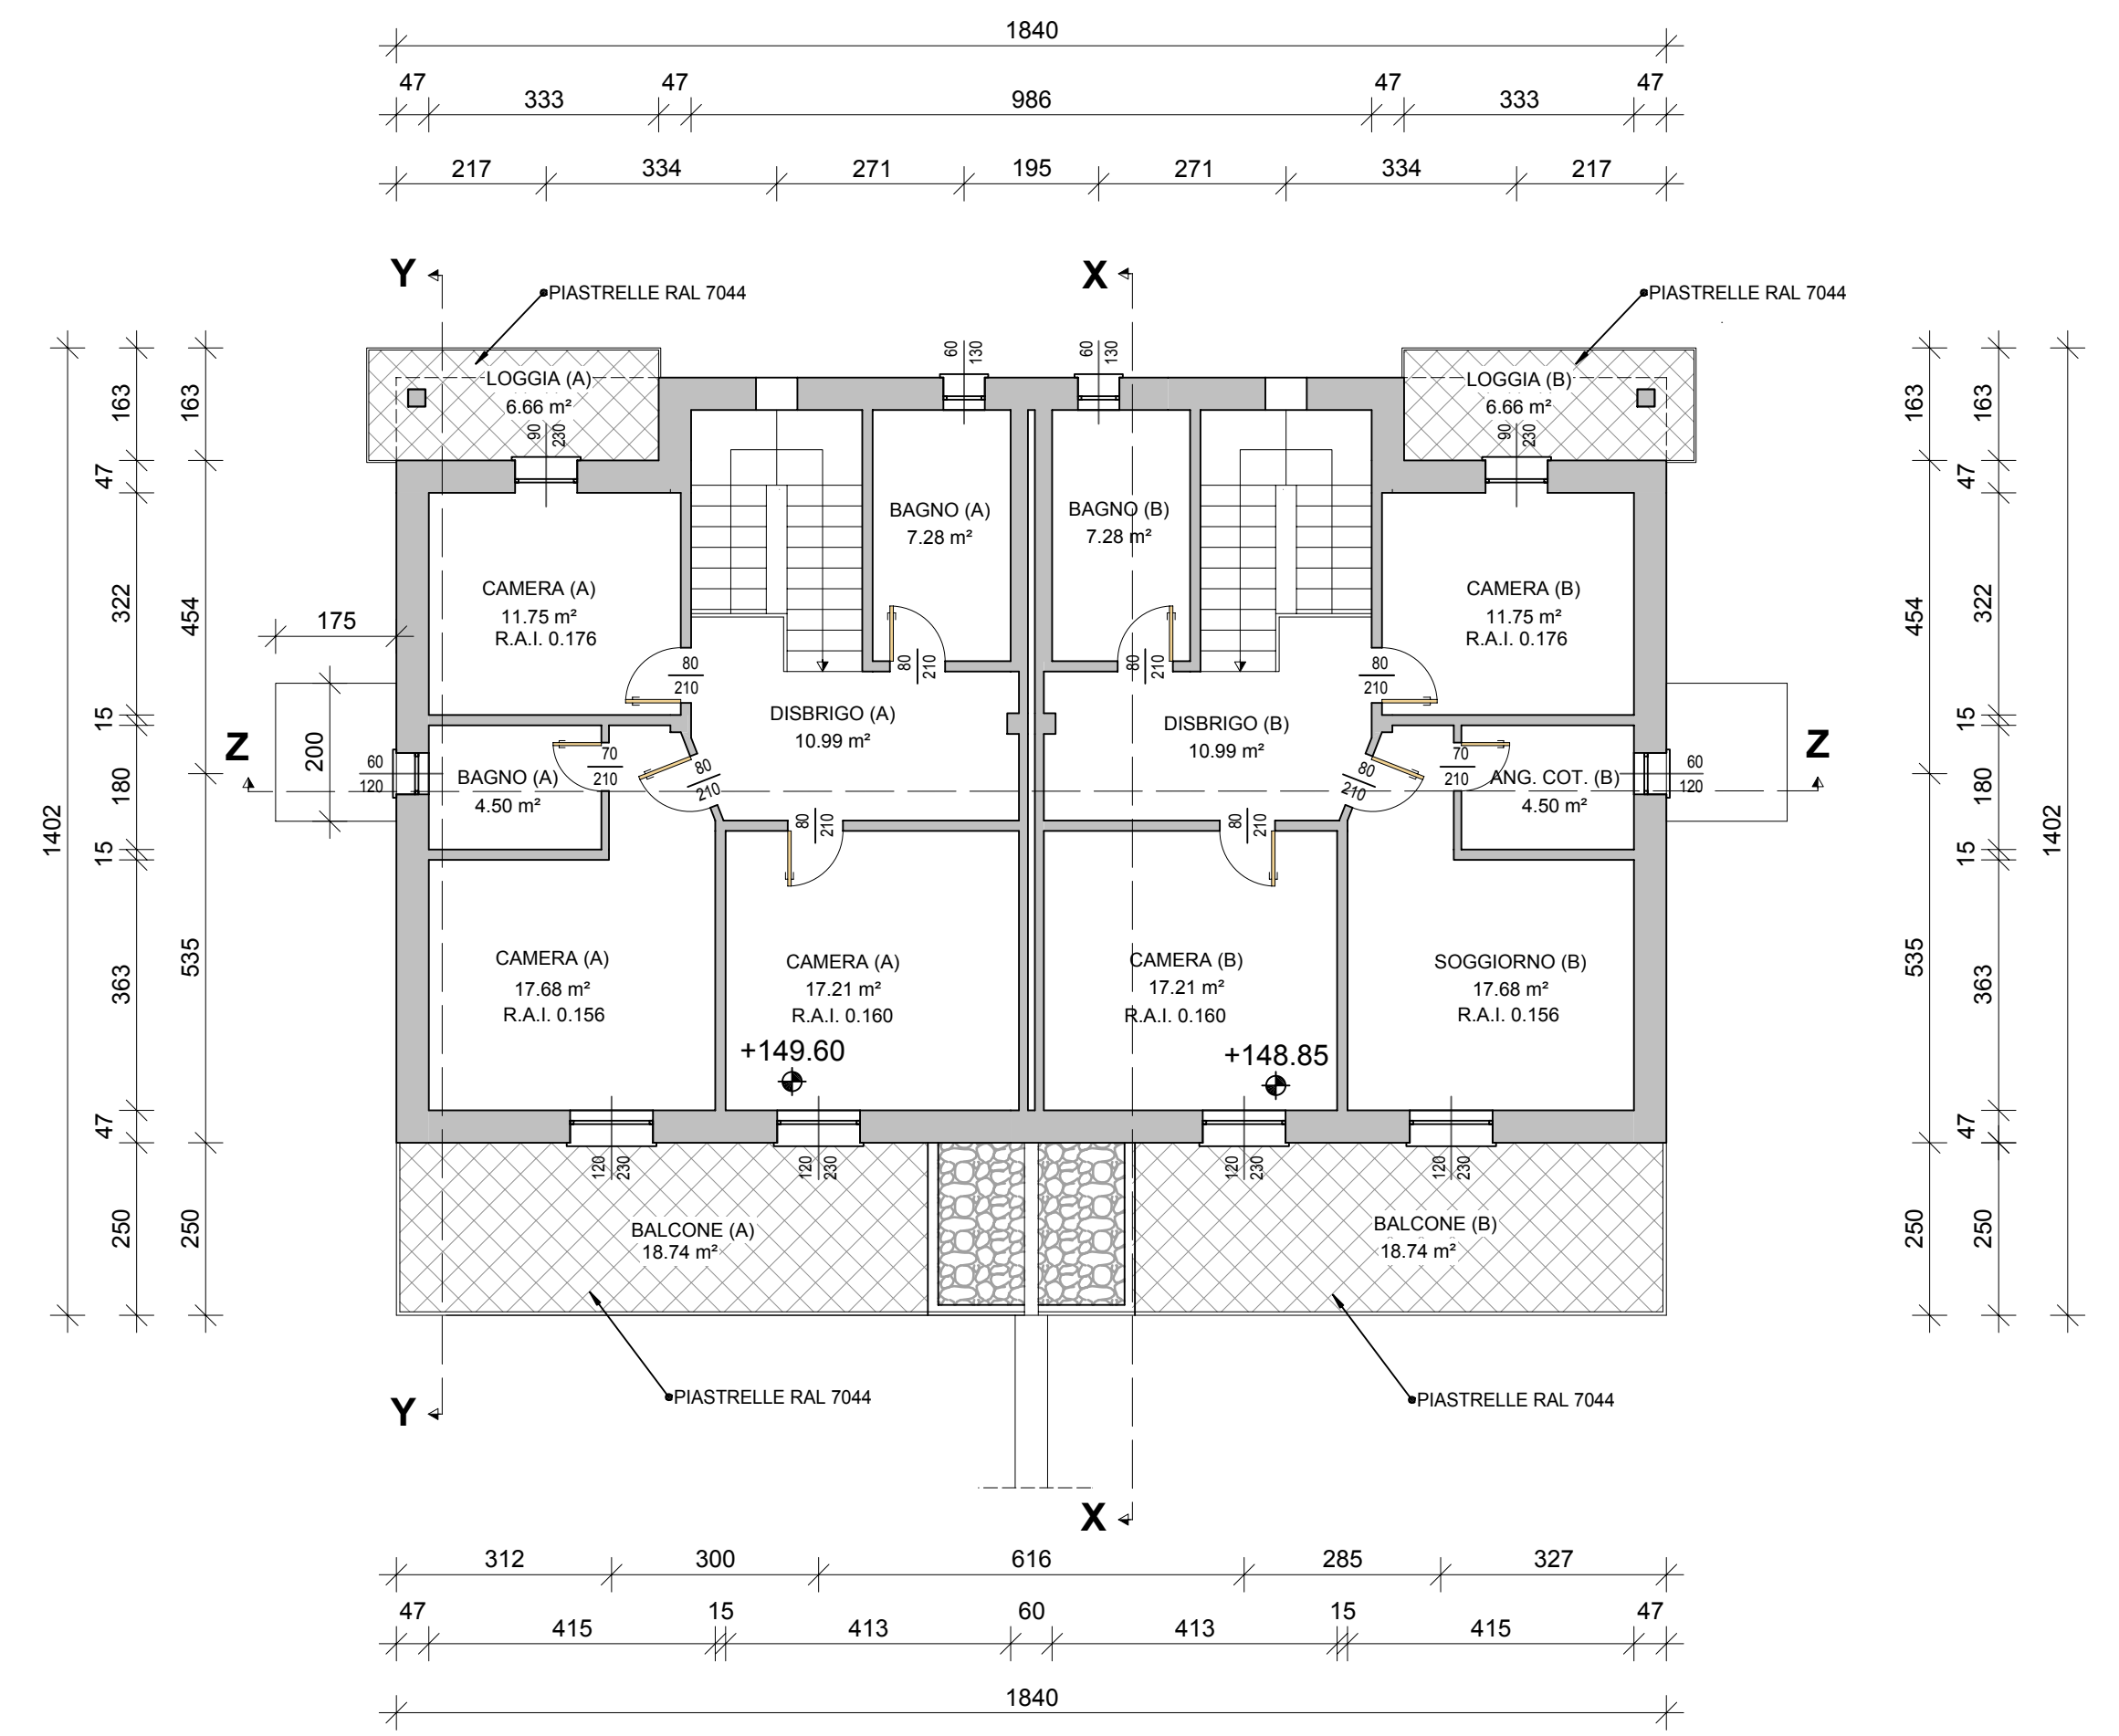 1840
47 333 47 986 47 333 47
217 334 271 195 271 334 217
Y
X
PIASTRELLE RAL 7044
PIASTRELLE RAL 7044
60
130
60
130
LOGGIA (A)
6.66 m²
90
230
LOGGIA (B)
6.66 m²
90
230
BAGNO (A)
7.28 m²
BAGNO (B)
7.28 m²
CAMERA (A)
11.75 m²
R.A.I. 0.176
CAMERA (B)
11.75 m²
R.A.I. 0.176
80
210
80
210
80
210
80
210
DISBRIGO (A)
10.99 m²
DISBRIGO (B)
10.99 m²
175
200
Z
Z
60
120
BAGNO (A)
4.50 m²
70
210
80
210
80
210
80
210
80
210
70
210
ANG. COT. (B)
4.50 m²
60
120
CAMERA (A)
17.68 m²
R.A.I. 0.156
CAMERA (A)
17.21 m²
R.A.I. 0.160
CAMERA (B)
17.21 m²
R.A.I. 0.160
SOGGIORNO (B)
17.68 m²
R.A.I. 0.156
+149.60
+148.85
120
230
120
230
120
230
120
230
BALCONE (A)
18.74 m²
BALCONE (B)
18.74 m²
PIASTRELLE RAL 7044
PIASTRELLE RAL 7044
Y
X
1402
163 47 322 15 180 15 363 47 250
163 454 535 250
163 454 535 250
163 47 322 15 180 15 363 47 250
1402
312 300 616 285 327
47 415 15 413 60 413 15 415 47
1840